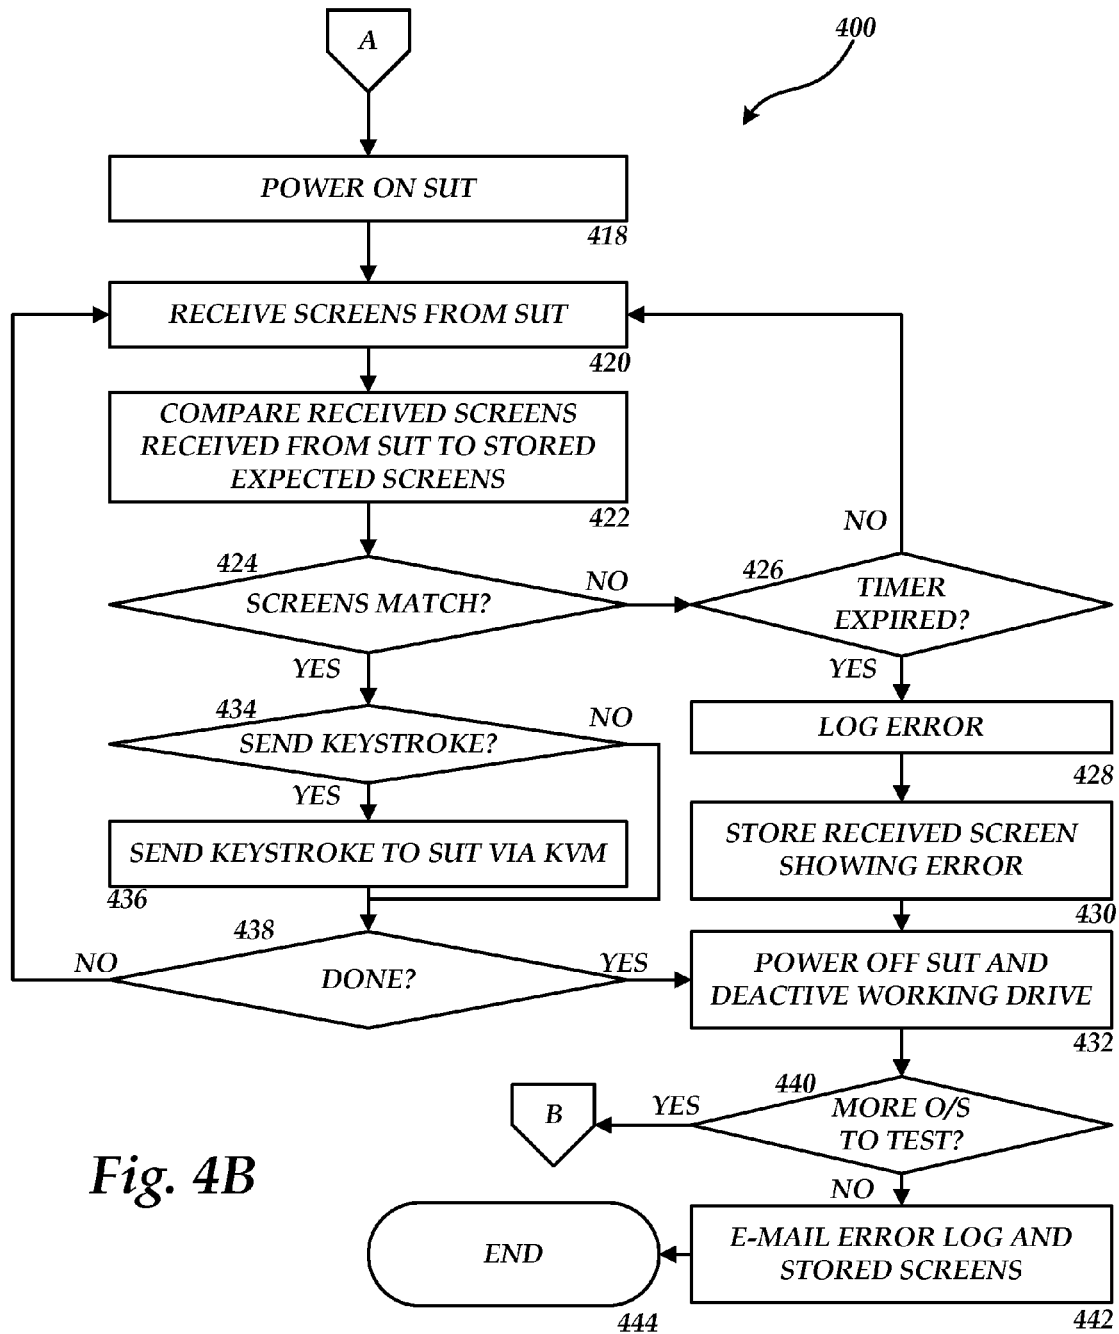 A
400
POWER ON SUT
418
RECEIVE SCREENS FROM SUT
420
COMPARE RECEIVED SCREENS
RECEIVED FROM SUT TO STORED
EXPECTED SCREENS
422
424
SCREENS MATCH?
NO
YES
426
TIMER
EXPIRED?
NO
YES
434
SEND KEYSTROKE?
NO
YES
LOG ERROR
428
SEND KEYSTROKE TO SUT VIA KVM
436
STORE RECEIVED SCREEN
SHOWING ERROR
430
438
DONE?
NO
YES
POWER OFF SUT AND
DEACTIVE WORKING DRIVE
432
440
MORE O/S
TO TEST?
YES
B
NO
Fig. 4B
E-MAIL ERROR LOG AND
STORED SCREENS
442
END
444